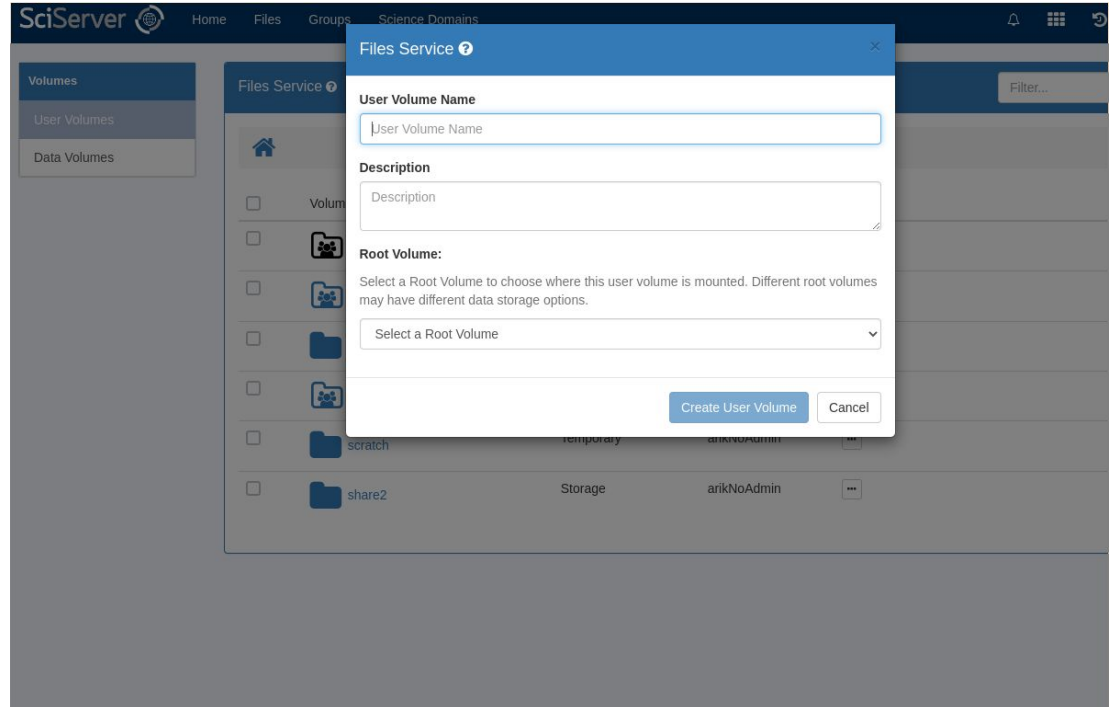 SciServer Home Files Groups Science Domains
Files Service ?
×
Volumes
Files Service ?
Filter...
User Volume Name
User Volumes
User Volume Name
Data Volumes
Description
Description
Volum
Root Volume:
Select a Root Volume to choose where this user volume is mounted. Different root volumes
may have different data storage options.
Select a Root Volume
Create User Volume Cancel
scratch Temporary arikNoAdmin ...
share2 Storage arikNoAdmin ...